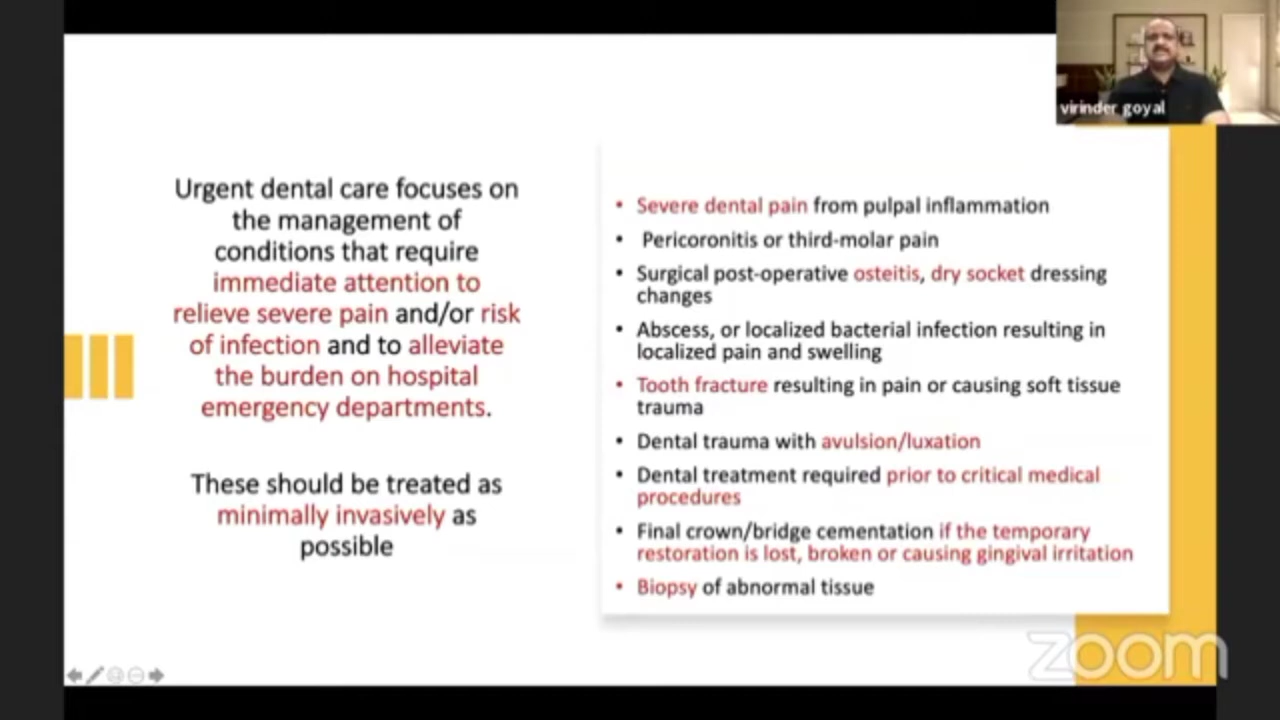 virinder goyal
Urgent dental care focuses on
the management of
conditions that require
immediate attention to
relieve severe pain and/or risk
of infection and to alleviate
the burden on hospital
emergency departments.
These should be treated as
minimally invasively as
possible
• Severe dental pain from pulpal inflammation
• Pericoronitis or third-molar pain
• Surgical post-operative osteitis, dry socket dressing
changes
• Abscess, or localized bacterial infection resulting in
localized pain and swelling
• Tooth fracture resulting in pain or causing soft tissue
trauma
• Dental trauma with avulsion/luxation
• Dental treatment required prior to critical medical
procedures
• Final crown/bridge cementation if the temporary
restoration is lost, broken or causing gingival irritation
• Biopsy of abnormal tissue
zoom